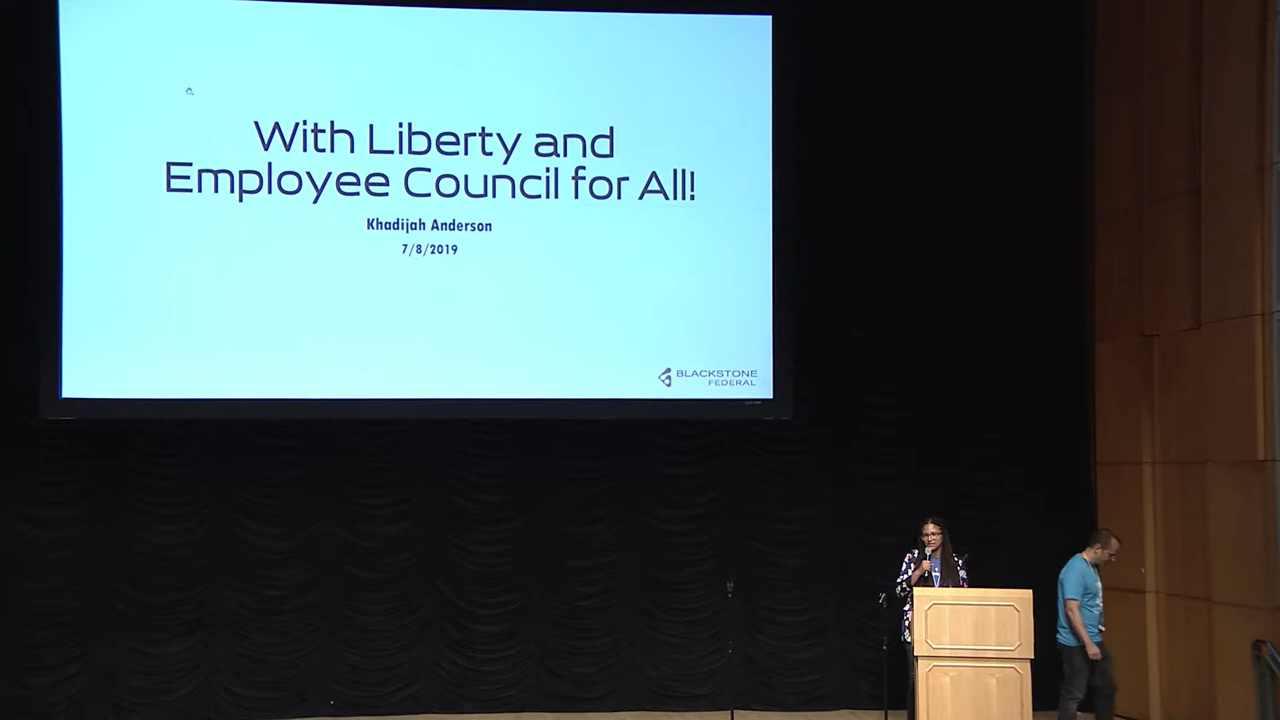 With Liberty and
Employee Council for All!
Khadijah Anderson
7/8/2019
BLACKSTONE
FEDERAL